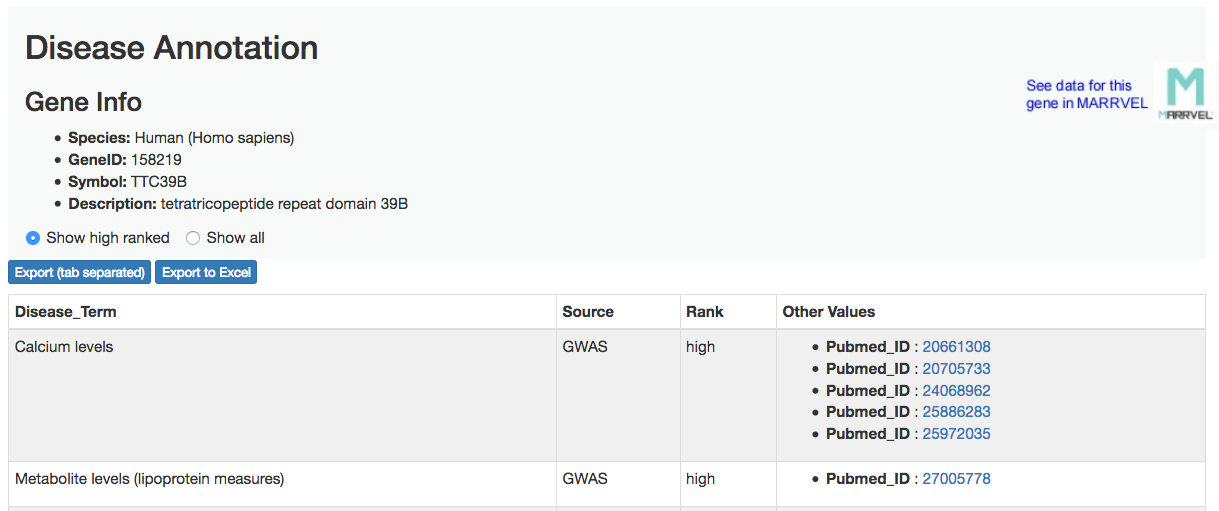 Disease Annotation
Gene Info
See data for this
gene in MARRVEL
MARRVEL
• Species: Human (Homo sapiens)
• GeneID: 158219
• Symbol: TTC39B
• Description: tetratricopeptide repeat domain 39B
Show high ranked Show all
Export (tab separated) Export to Excel
Disease_Term Source Rank Other Values
Calcium levels GWAS high • Pubmed_ID : 20661308
• Pubmed_ID : 20705733
• Pubmed_ID : 24068962
• Pubmed_ID : 25886283
• Pubmed_ID : 25972035
Metabolite levels (lipoprotein measures) GWAS high • Pubmed_ID : 27005778